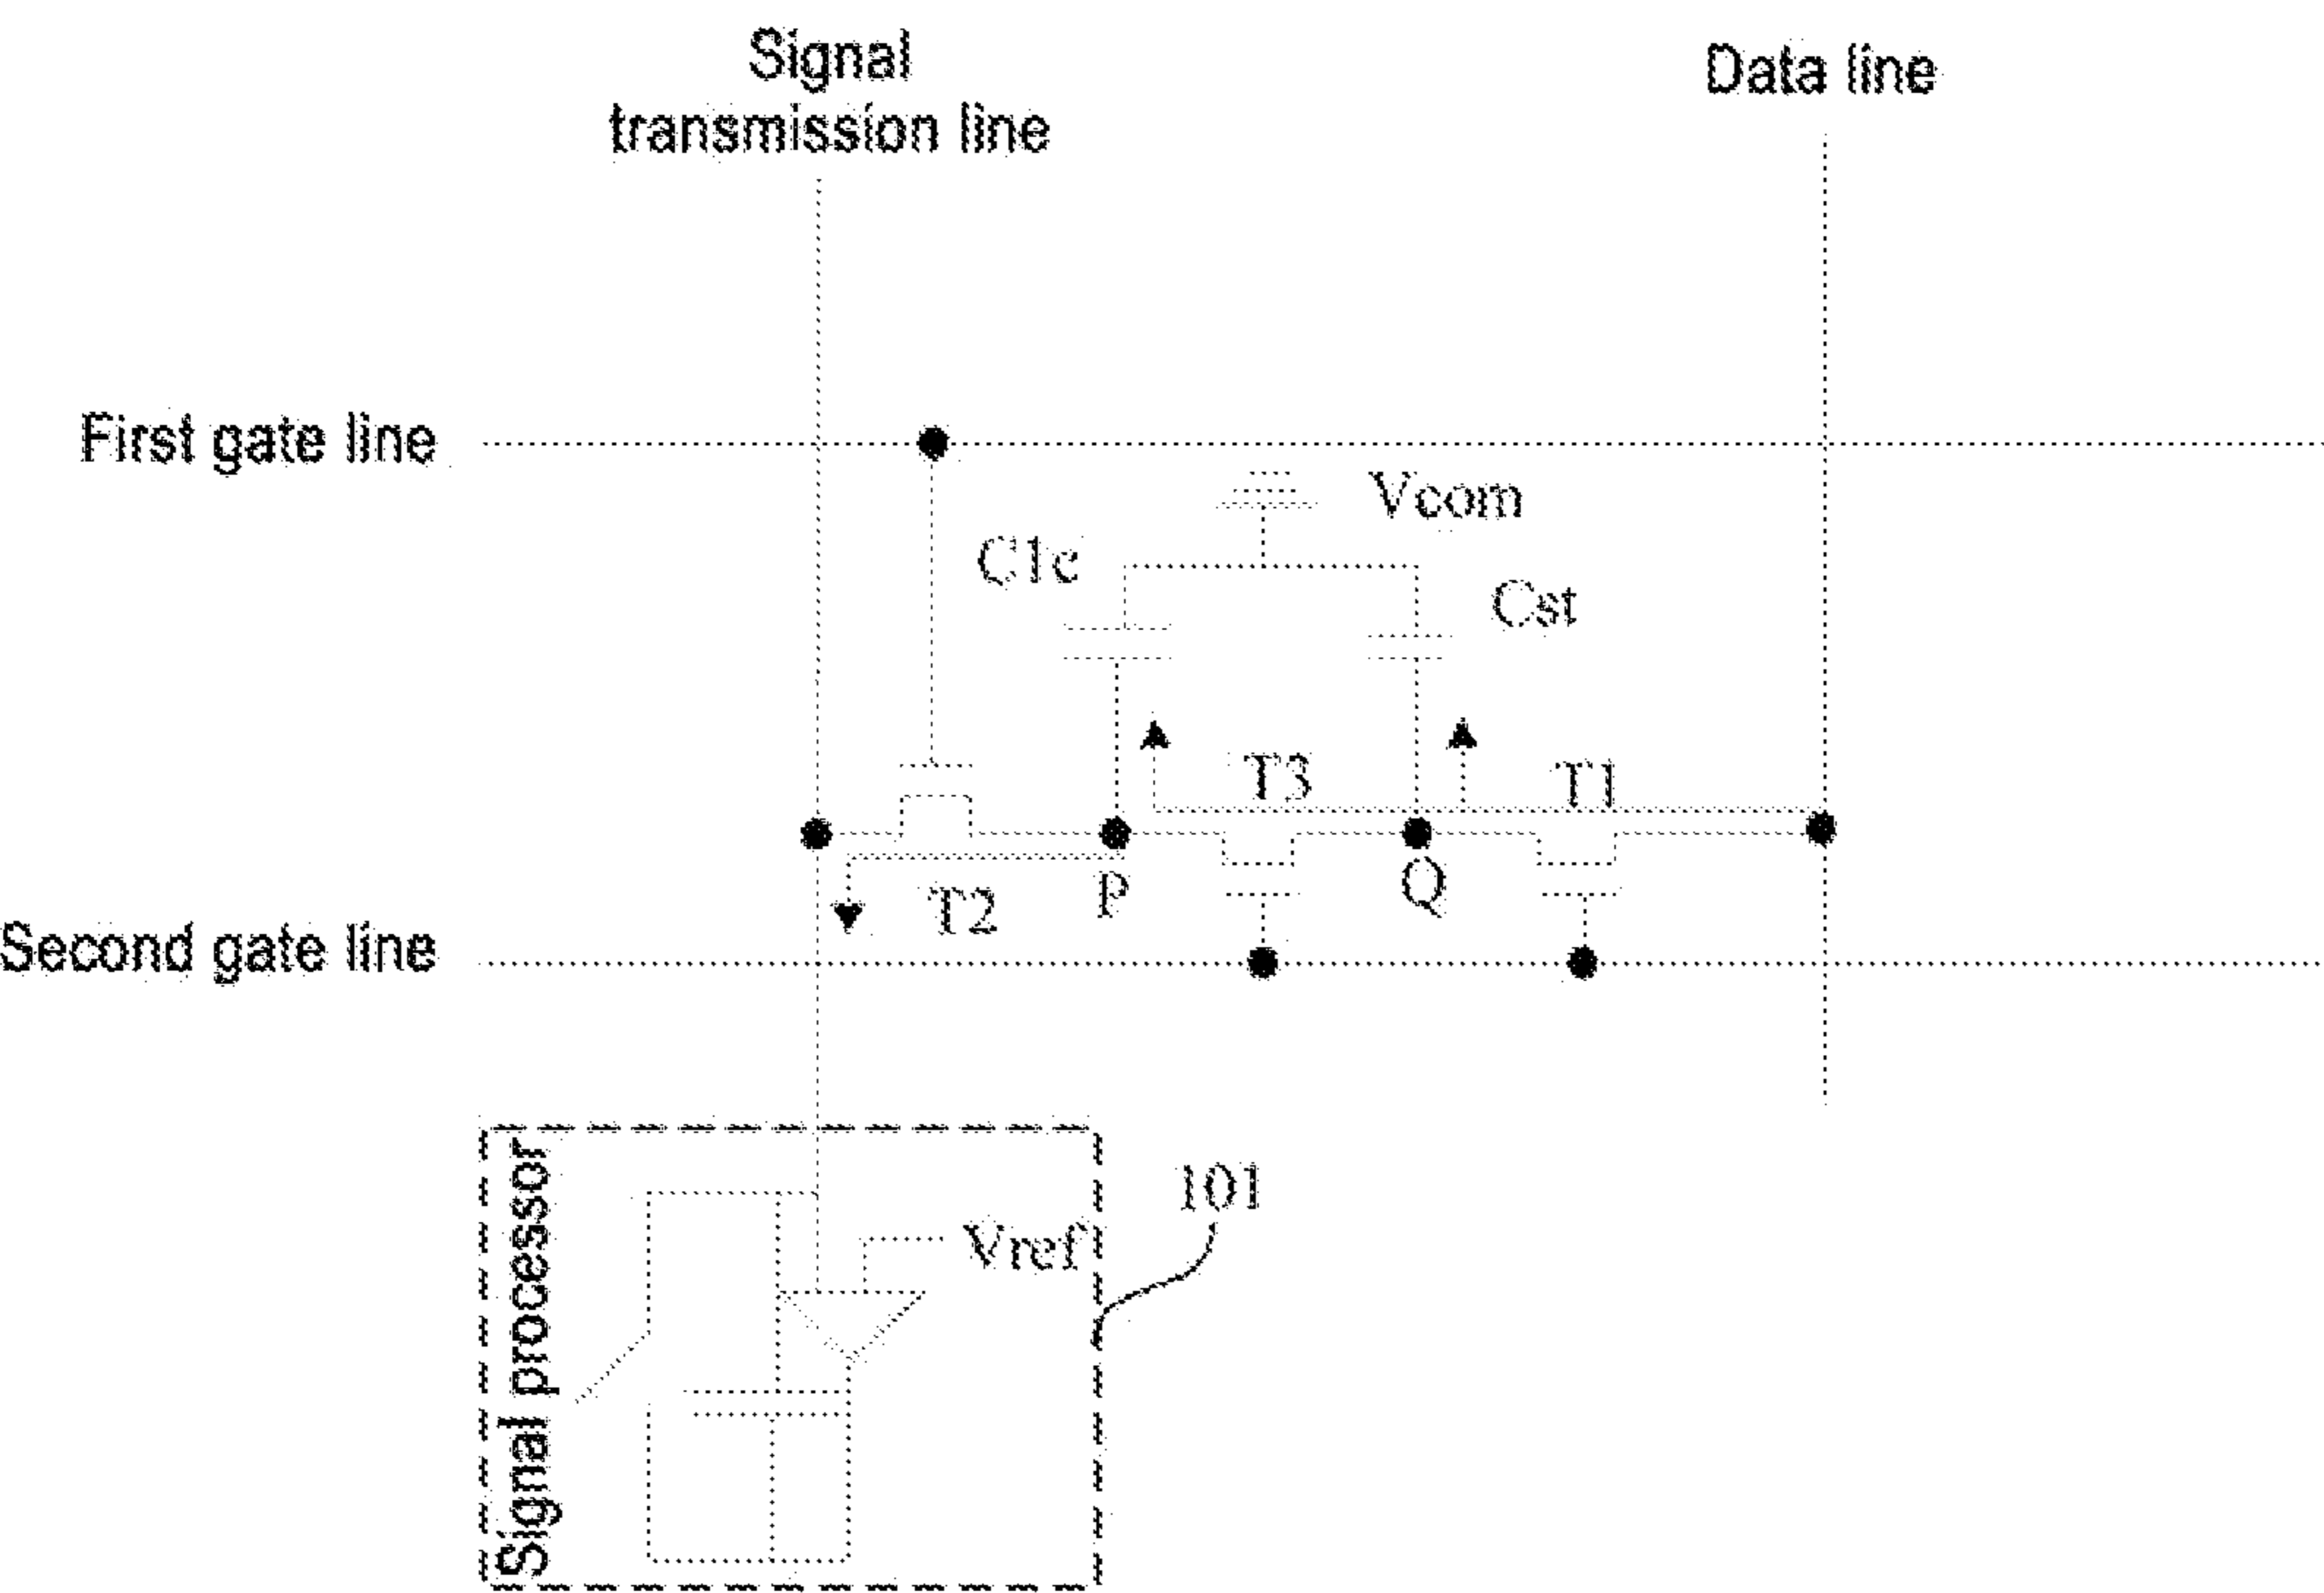 Signal
transmission line
Data line
First gate line
Vcom
C1c
Cst
T3
T1
P
Q
T2
Second gate line
Signal processor
101
Vref